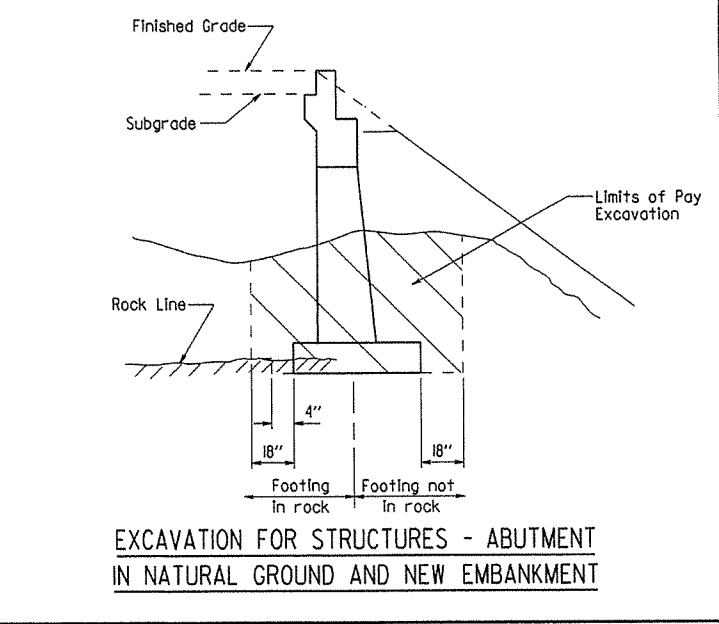 Finished Grade
Subgrade
Limits of Pay
Excavation
Rock Line
4"
18"
18"
Footing
in rock
Footing not
in rock
EXCAVATION FOR STRUCTURES - ABUTMENT
IN NATURAL GROUND AND NEW EMBANKMENT